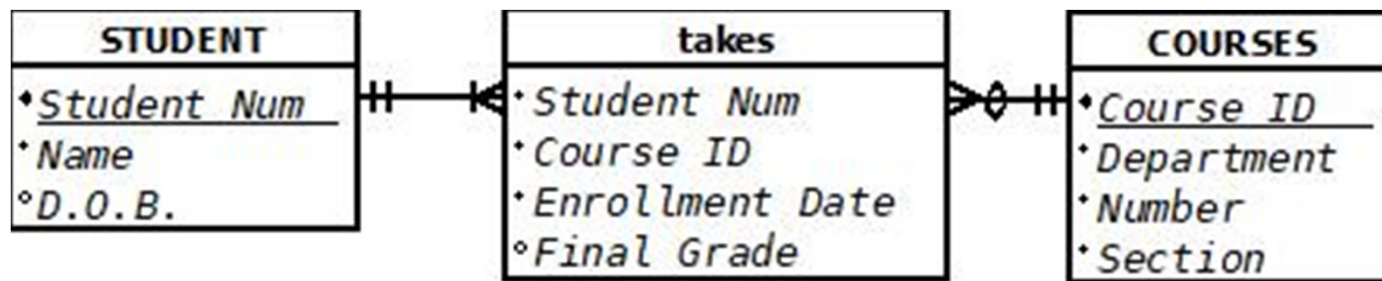 STUDENT
Student Num
Name
D.O.B.
takes
Student Num
Course ID
Enrollment Date
Final Grade
COURSES
Course ID
Department
Number
Section